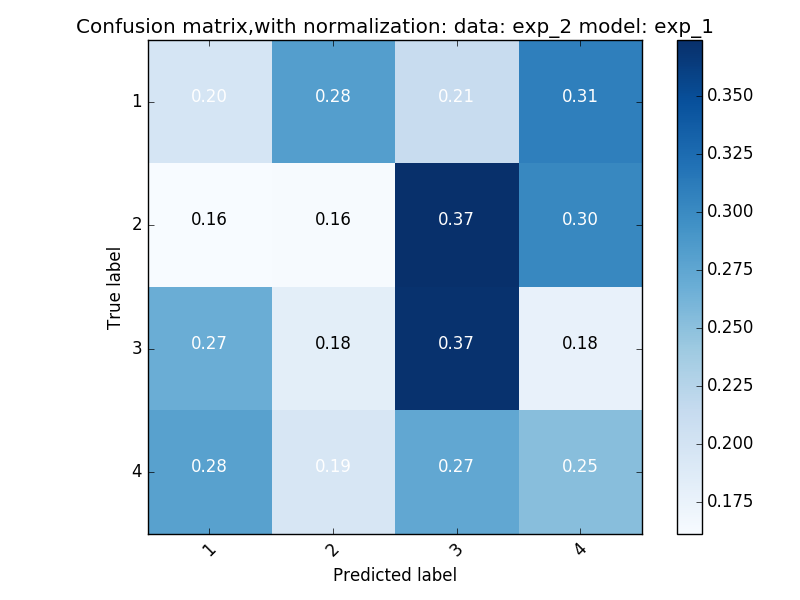 Confusion matrix,with normalization: data: exp_2 model: exp_1
True label
1 0.20 0.28 0.21 0.31
2 0.16 0.16 0.37 0.30
3 0.27 0.18 0.37 0.18
4 0.28 0.19 0.27 0.25
1 2 3 4
Predicted label
0.350
0.325
0.300
0.275
0.250
0.225
0.200
0.175